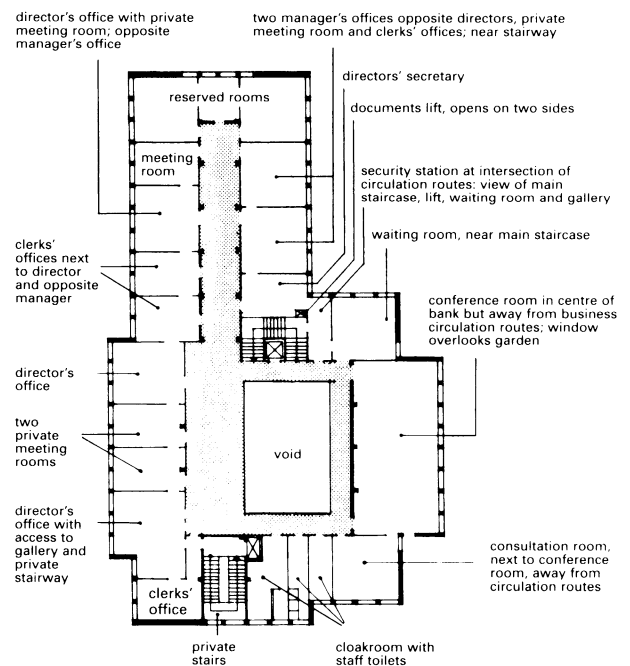 director's office with private
meeting room; opposite
manager's office
two manager's offices opposite directors, private
meeting room and clerks' offices; near stairway
directors' secretary
documents lift, opens on two sides
reserved rooms
meeting
room
security station at intersection of
circulation routes: view of main
staircase, lift, waiting room and gallery
waiting room, near main staircase
clerks'
offices next
to director
and opposite
manager
conference room in centre of
bank but away from business
circulation routes; window
overlooks garden
director's
office
two
private
meeting
rooms
void
director's
office with
access to
gallery and
private
stairway
consultation room,
next to conference
room, away from
circulation routes
clerks'
office
private
stairs
cloakroom with
staff toilets